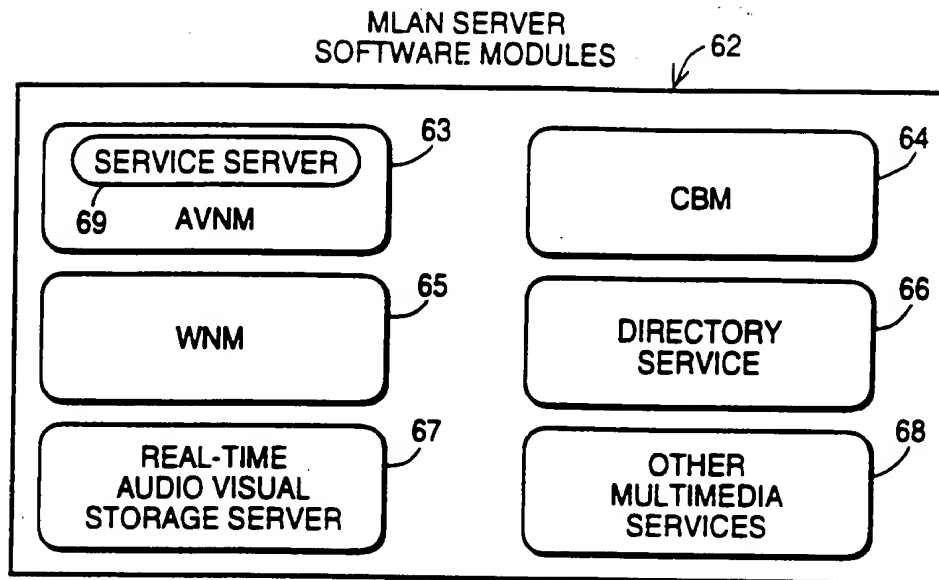 MLAN SERVER
SOFTWARE MODULES
62
SERVICE SERVER
63
69
AVNM
CBM
64
WNM
65
DIRECTORY
SERVICE
66
REAL-TIME
AUDIO VISUAL
STORAGE SERVER
67
OTHER
MULTIMEDIA
SERVICES
68